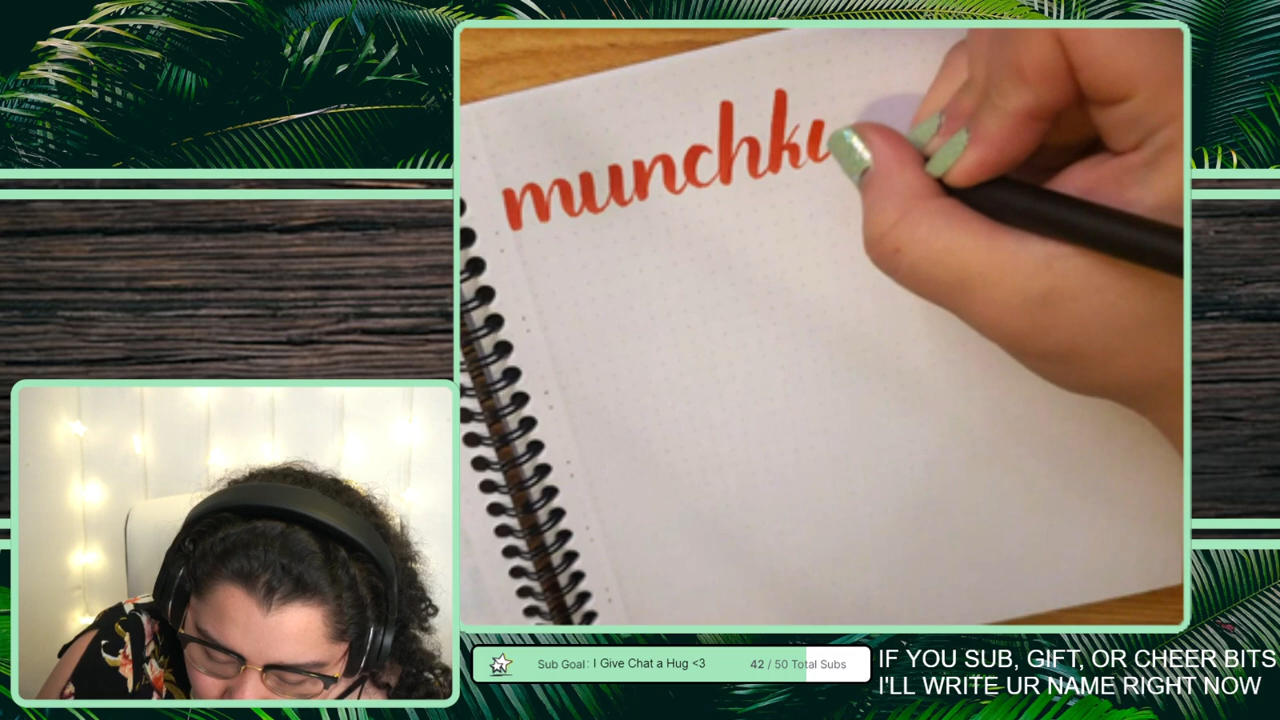 munchki
Sub Goal: I Give Chat a Hug <3
42 / 50 Total Subs
IF YOU SUB, GIFT, OR CHEER BITS
I'LL WRITE UR NAME RIGHT NOW